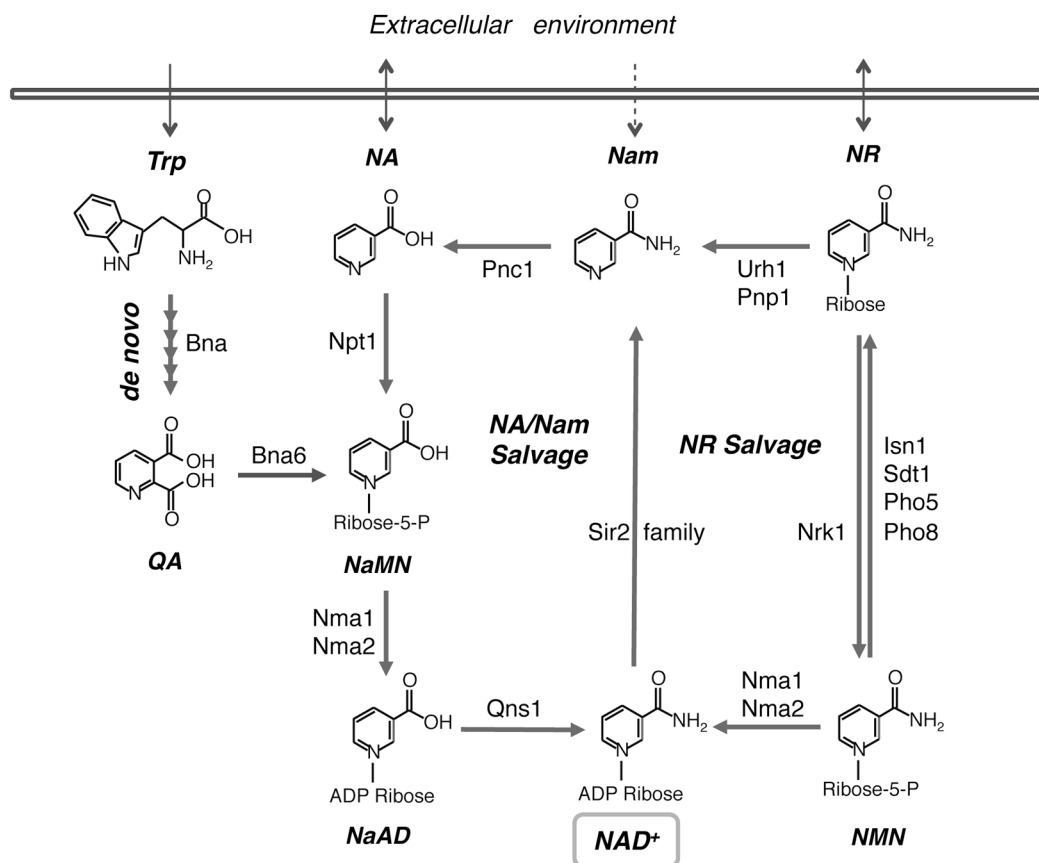 Extracellular environment
Trp
NA
Nam
NR
O
OH
NH₂
HN
O
OH
N
O
NH₂
N
O
NH₂
N
Ribose
Pnc1
Urh1
Pnp1
de novo
Bna
Npt1
NA/Nam
Salvage
NR Salvage
O
OH
OH
O
N
QA
Bna6
O
OH
N
Ribose-5-P
NaMN
Sir2 family
Nrk1
Isn1
Sdt1
Pho5
Pho8
Nma1
Nma2
O
OH
N
ADP Ribose
NaAD
Qns1
O
NH₂
N
ADP Ribose
NAD⁺
Nma1
Nma2
O
NH₂
N
Ribose-5-P
NMN